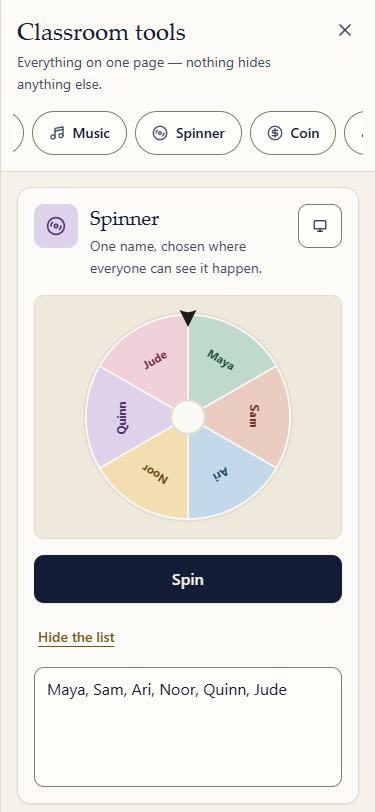 Classroom tools
Everything on one page — nothing hides
anything else.
Music
Spinner
Coin
Spinner
One name, chosen where
everyone can see it happen.
Jude
Maya
Quinn
Sam
Noor
Ari
Spin
Hide the list
Maya, Sam, Ari, Noor, Quinn, Jude